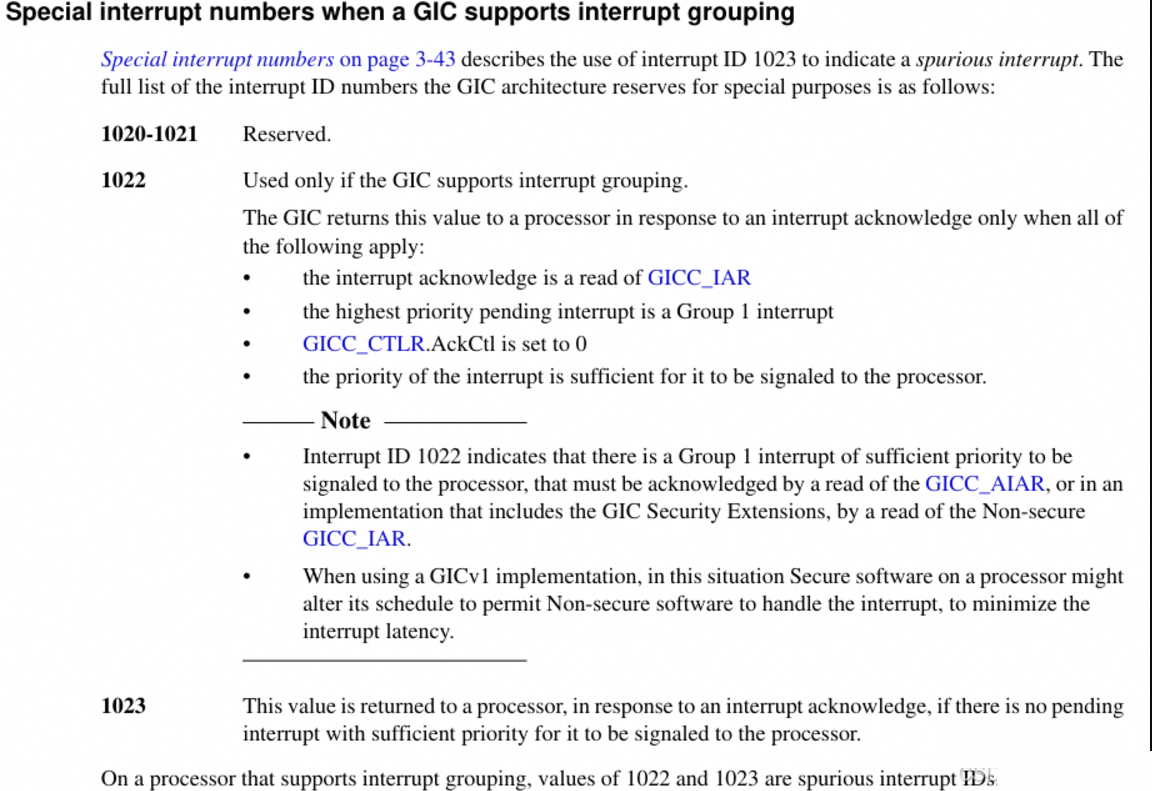 Special interrupt numbers when a GIC supports interrupt grouping
Special interrupt numbers on page 3-43 describes the use of interrupt ID 1023 to indicate a spurious interrupt. The
full list of the interrupt ID numbers the GIC architecture reserves for special purposes is as follows:
1020-1021 Reserved.
1022 Used only if the GIC supports interrupt grouping.
The GIC returns this value to a processor in response to an interrupt acknowledge only when all of
the following apply:
• the interrupt acknowledge is a read of GICC_IAR
• the highest priority pending interrupt is a Group 1 interrupt
• GICC_CTLR.AckCtl is set to 0
• the priority of the interrupt is sufficient for it to be signaled to the processor.
Note
• Interrupt ID 1022 indicates that there is a Group 1 interrupt of sufficient priority to be
signaled to the processor, that must be acknowledged by a read of the GICC_AIAR, or in an
implementation that includes the GIC Security Extensions, by a read of the Non-secure
GICC_IAR.
• When using a GICv1 implementation, in this situation Secure software on a processor might
alter its schedule to permit Non-secure software to handle the interrupt, to minimize the
interrupt latency.
1023 This value is returned to a processor, in response to an interrupt acknowledge, if there is no pending
interrupt with sufficient priority for it to be signaled to the processor.
On a processor that supports interrupt grouping, values of 1022 and 1023 are spurious interrupt IDs